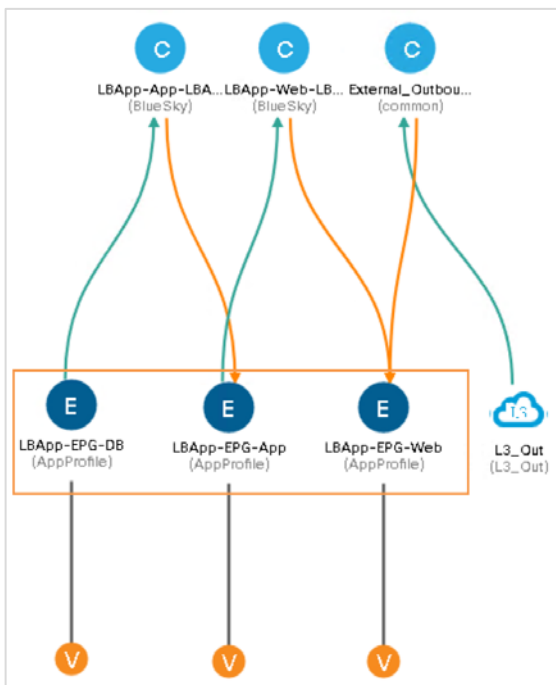 C
C
C
LBApp-App-LBA...
LBApp-Web-LB...
External_Outbou...
(BlueSky)
(BlueSky)
(common)
E
E
E
L3
LBApp-EPG-DB
(AppProfile)
LBApp-EPG-App
(AppProfile)
LBApp-EPG-Web
(AppProfile)
L3_Out
(L3_Out)
V
V
V